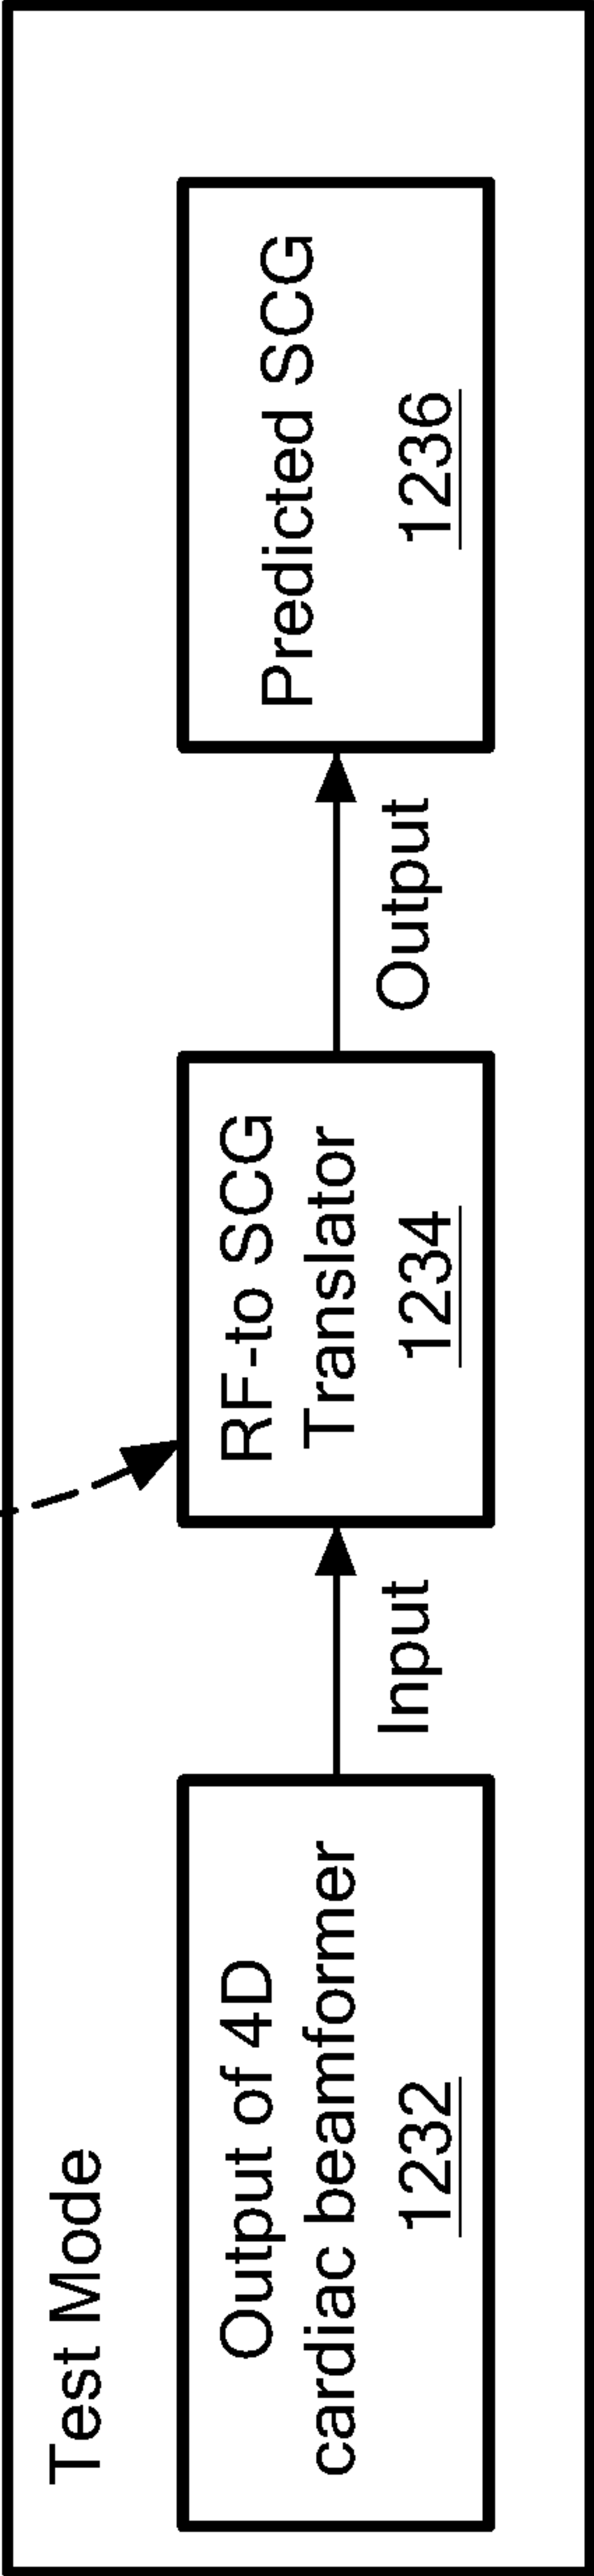 Test Mode
Output of 4D
cardiac beamformer
1232
Input
RF-to SCG
Translator
1234
Output
Predicted SCG
1236